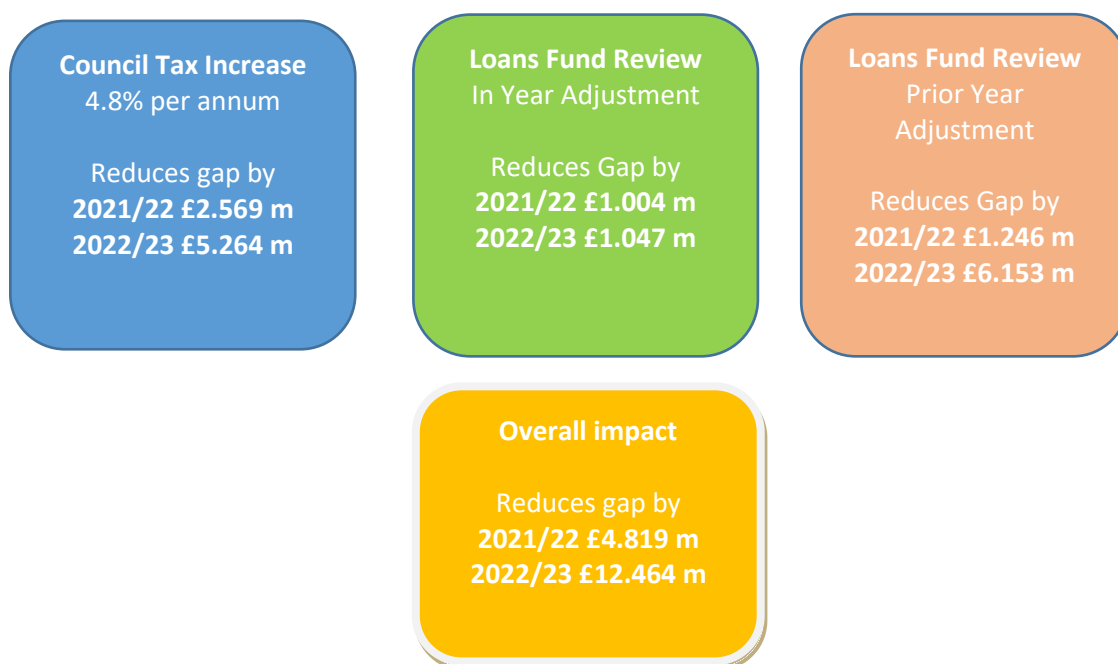 Council Tax Increase
4.8% per annum
Reduces gap by
2021/22 £2.569 m
2022/23 £5.264 m
Loans Fund Review
In Year Adjustment
Reduces Gap by
2021/22 £1.004 m
2022/23 £1.047 m
Loans Fund Review
Prior Year
Adjustment
Reduces Gap by
2021/22 £1.246 m
2022/23 £6.153 m
Overall impact
Reduces gap by
2021/22 £4.819 m
2022/23 £12.464 m